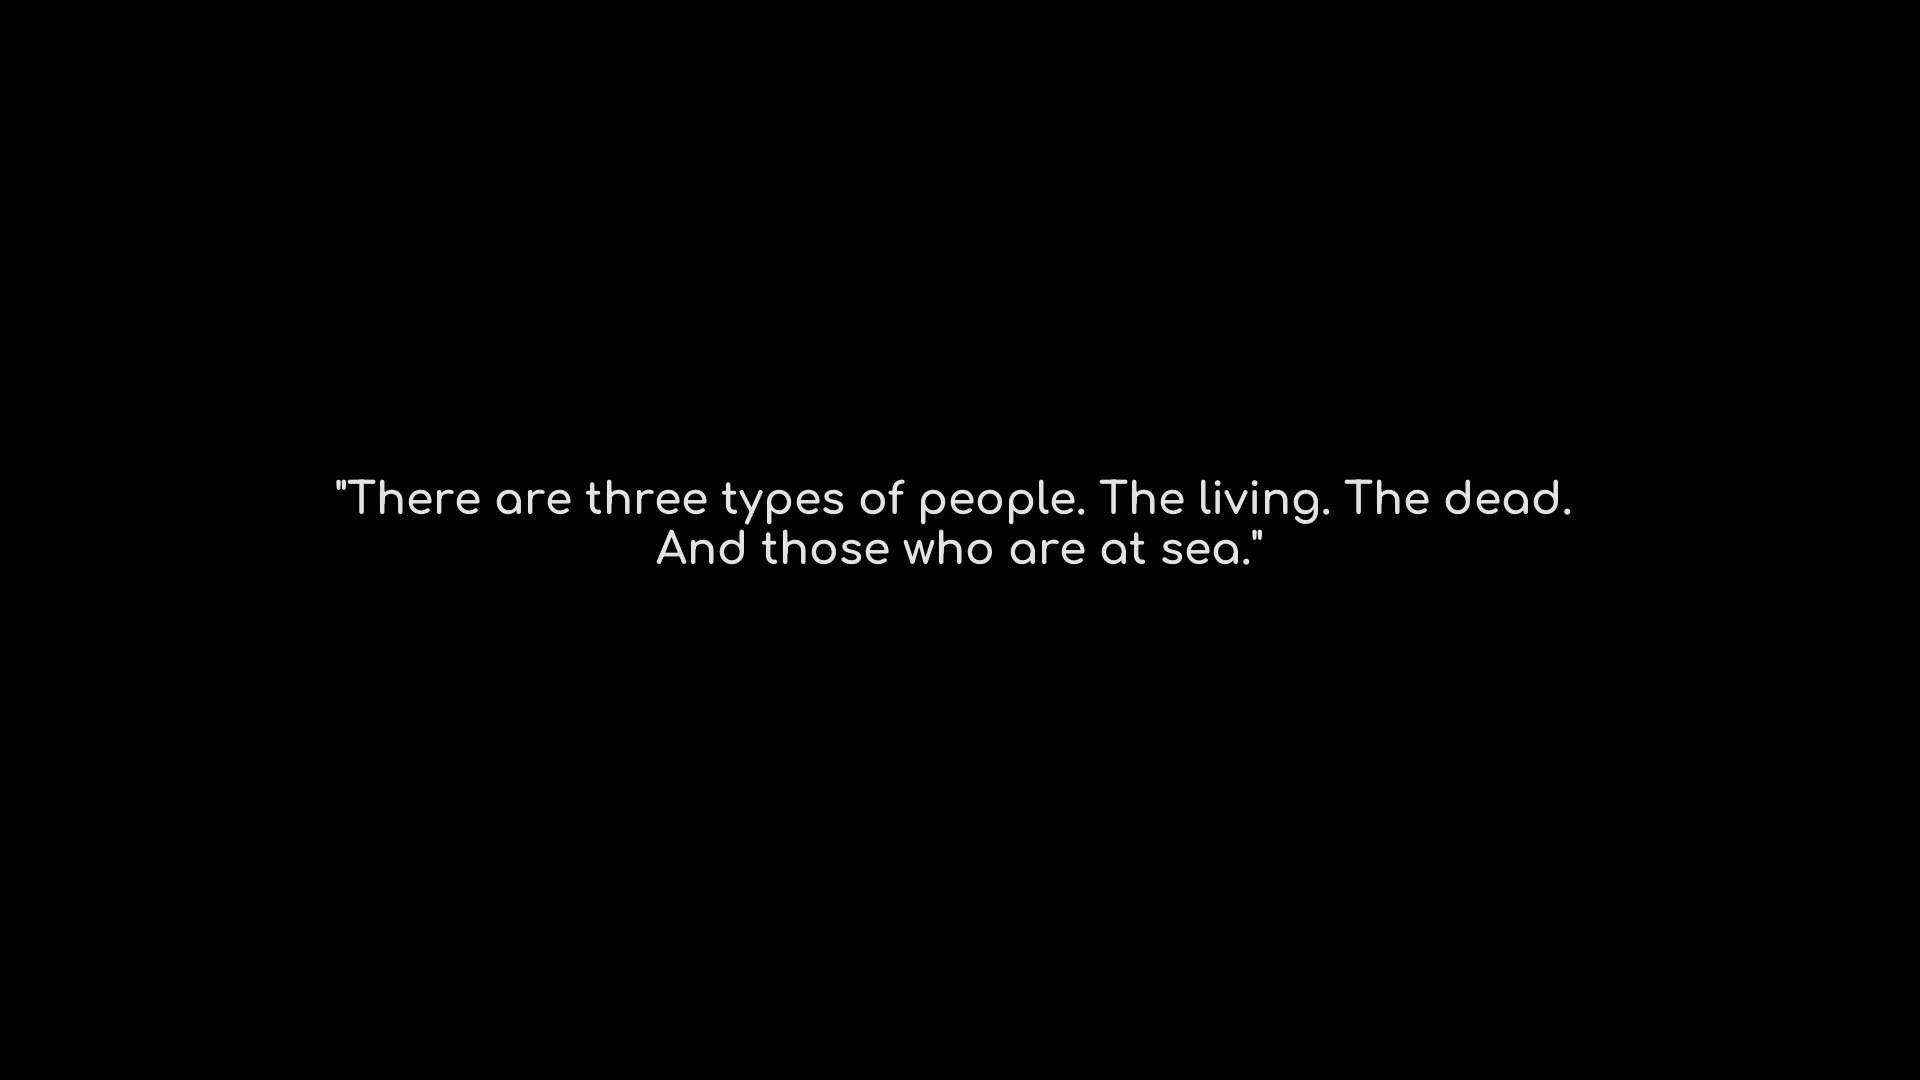 "There are three types of people. The living. The dead.
And those who are at sea."